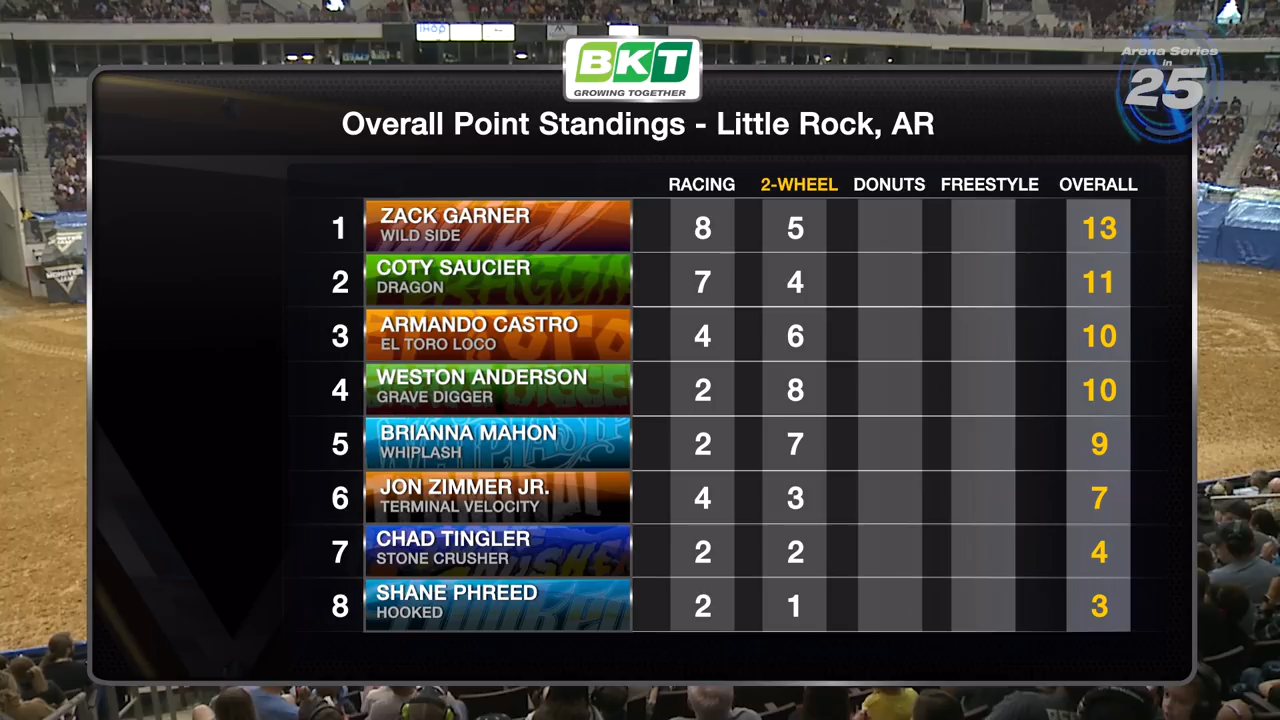 IHOP
BKT
GROWING TOGETHER
Arena Series
in
25
Overall Point Standings - Little Rock, AR
RACING 2-WHEEL DONUTS FREESTYLE OVERALL
1 ZACK GARNER 8 5 13
WILD SIDE
2 COTY SAUCIER 7 4 11
DRAGON
3 ARMANDO CASTRO 4 6 10
EL TORO LOCO
4 WESTON ANDERSON 2 8 10
GRAVE DIGGER
5 BRIANNA MAHON 2 7 9
WHIPLASH
6 JON ZIMMER JR. 4 3 7
TERMINAL VELOCITY
7 CHAD TINGLER 2 2 4
STONE CRUSHER
8 SHANE PHREED 2 1 3
HOOKED
MONSTER
JAM